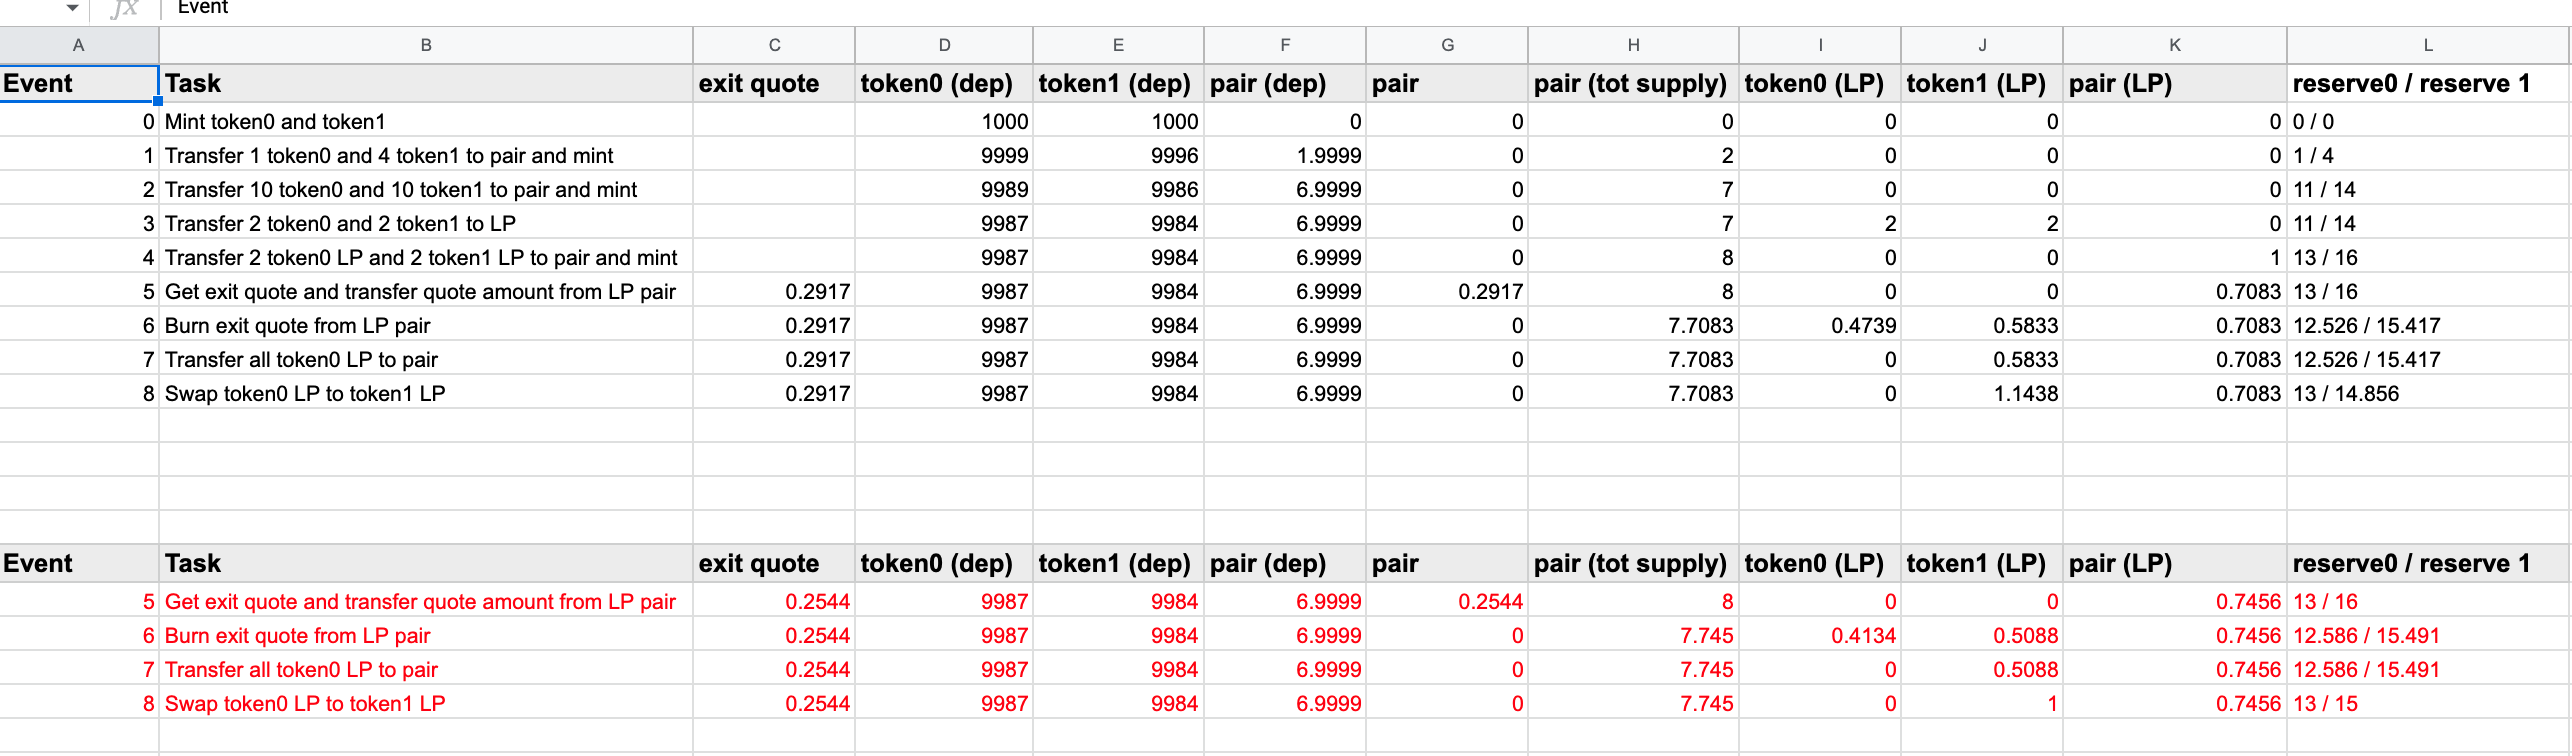 fx Event
A B C D E F G H I J K L
Event Task exit quote token0 (dep) token1 (dep) pair (dep) pair pair (tot supply) token0 (LP) token1 (LP) pair (LP) reserve0 / reserve 1
0 Mint token0 and token1 1000 1000 0 0 0 0 0 0 0 / 0
1 Transfer 1 token0 and 4 token1 to pair and mint 9999 9996 1.9999 0 2 0 0 0 1 / 4
2 Transfer 10 token0 and 10 token1 to pair and mint 9989 9986 6.9999 0 7 0 0 0 11 / 14
3 Transfer 2 token0 and 2 token1 to LP 9987 9984 6.9999 0 7 2 2 0 11 / 14
4 Transfer 2 token0 LP and 2 token1 LP to pair and mint 9987 9984 6.9999 0 8 0 0 1 13 / 16
5 Get exit quote and transfer quote amount from LP pair 0.2917 9987 9984 6.9999 0.2917 8 0 0 0.7083 13 / 16
6 Burn exit quote from LP pair 0.2917 9987 9984 6.9999 0 7.7083 0.4739 0.5833 0.7083 12.526 / 15.417
7 Transfer all token0 LP to pair 0.2917 9987 9984 6.9999 0 7.7083 0 0.5833 0.7083 12.526 / 15.417
8 Swap token0 LP to token1 LP 0.2917 9987 9984 6.9999 0 7.7083 0 1.1438 0.7083 13 / 14.856
Event Task exit quote token0 (dep) token1 (dep) pair (dep) pair pair (tot supply) token0 (LP) token1 (LP) pair (LP) reserve0 / reserve 1
5 Get exit quote and transfer quote amount from LP pair 0.2544 9987 9984 6.9999 0.2544 8 0 0 0.7456 13 / 16
6 Burn exit quote from LP pair 0.2544 9987 9984 6.9999 0 7.745 0.4134 0.5088 0.7456 12.586 / 15.491
7 Transfer all token0 LP to pair 0.2544 9987 9984 6.9999 0 7.745 0 0.5088 0.7456 12.586 / 15.491
8 Swap token0 LP to token1 LP 0.2544 9987 9984 6.9999 0 7.745 0 1 0.7456 13 / 15